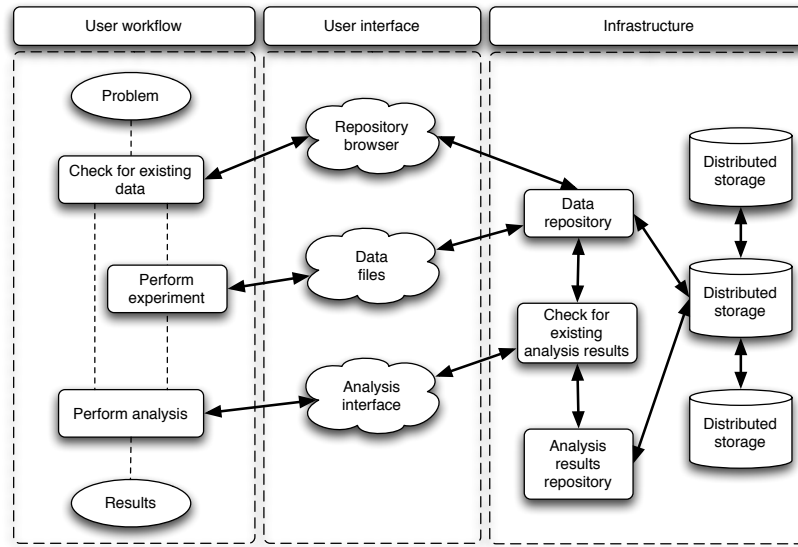 User workflow
User interface
Infrastructure
Problem
Check for existing
data
Perform
experiment
Perform analysis
Results
Repository
browser
Data
files
Analysis
interface
Data
repository
Check for
existing
analysis results
Analysis
results
repository
Distributed
storage
Distributed
storage
Distributed
storage